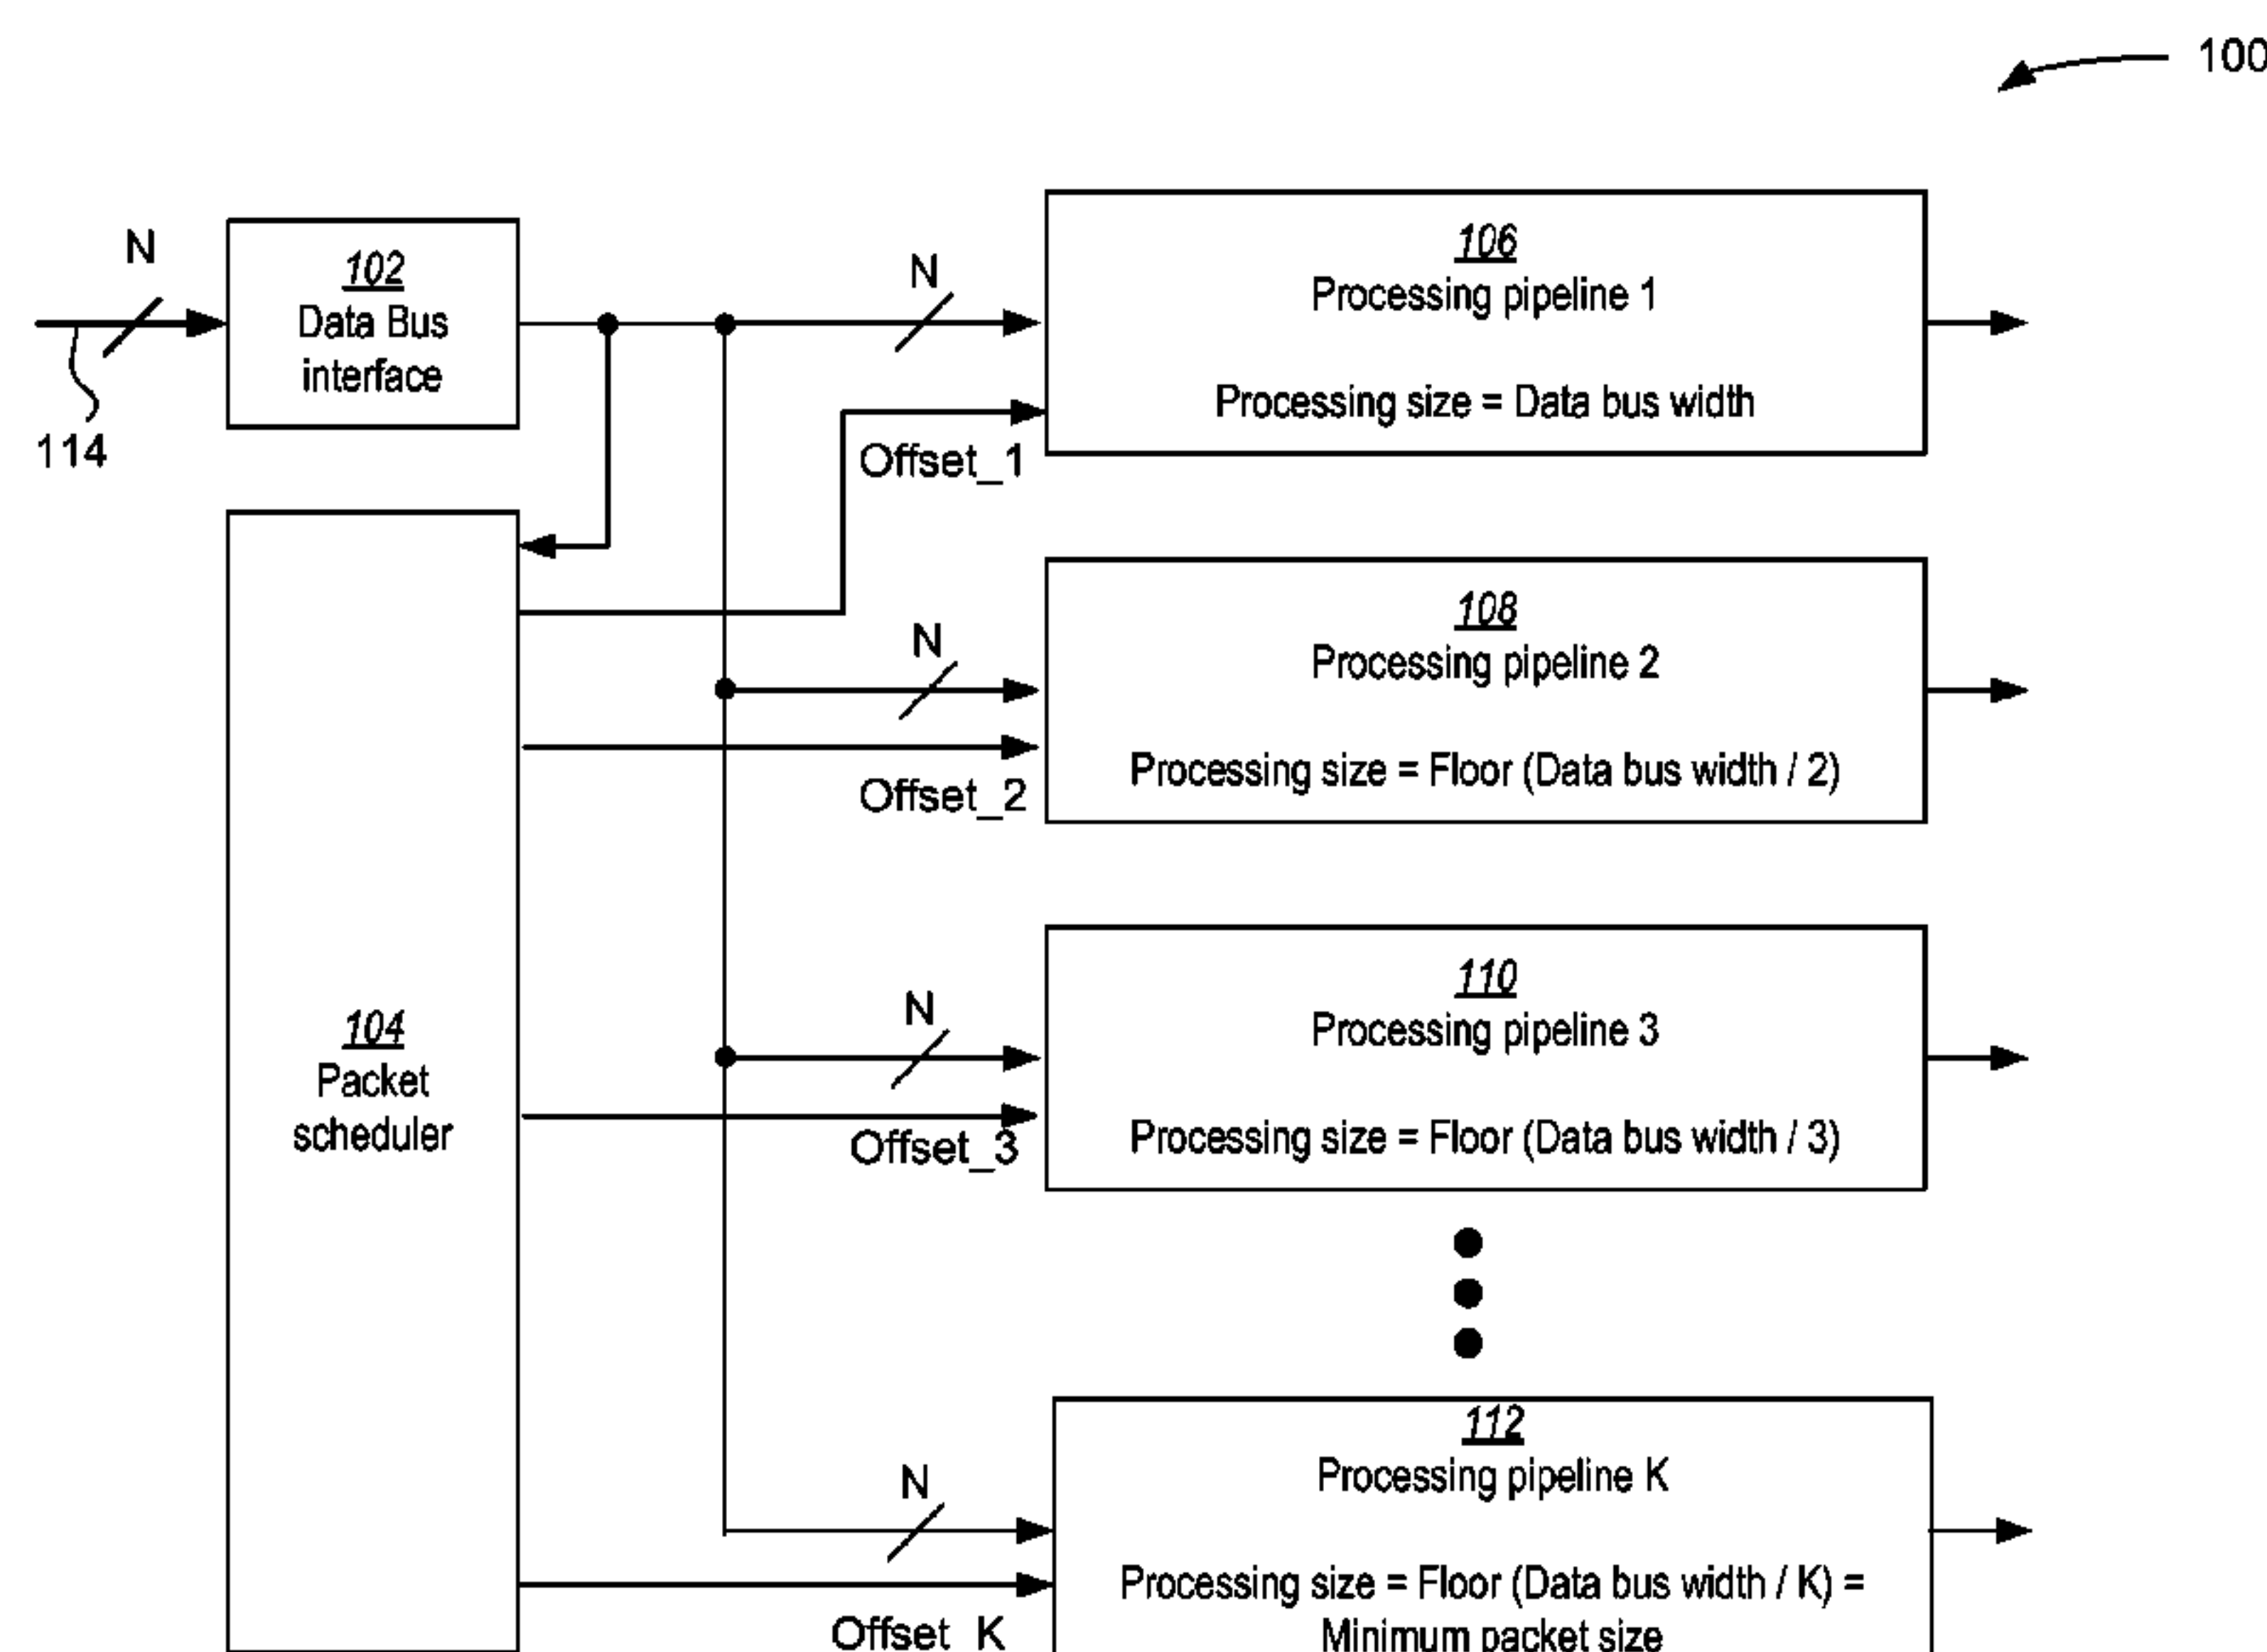 100
N
102
Data Bus
interface
114
N
Offset_1
106
Processing pipeline 1
Processing size = Data bus width
N
Offset_2
108
Processing pipeline 2
Processing size = Floor (Data bus width / 2)
104
Packet
scheduler
N
Offset_3
110
Processing pipeline 3
Processing size = Floor (Data bus width / 3)
N
Offset_K
112
Processing pipeline K
Processing size = Floor (Data bus width / K) =
Minimum packet size